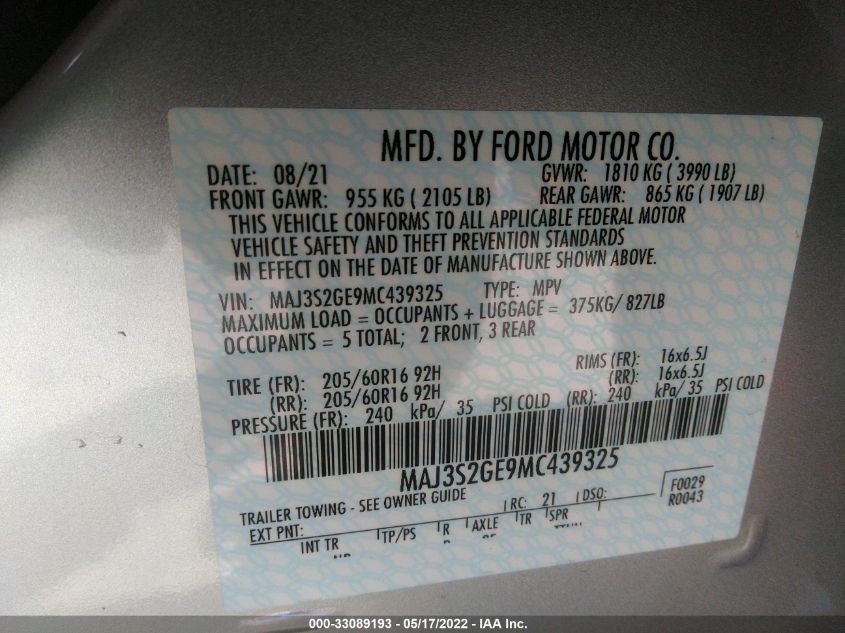 MFD. BY FORD MOTOR CO.
DATE: 08/21 GVWR: 1810 KG ( 3990 LB)
FRONT GAWR: 955 KG ( 2105 LB) REAR GAWR: 865 KG ( 1907 LB)
THIS VEHICLE CONFORMS TO ALL APPLICABLE FEDERAL MOTOR
VEHICLE SAFETY AND THEFT PREVENTION STANDARDS
IN EFFECT ON THE DATE OF MANUFACTURE SHOWN ABOVE.
VIN: MAJ3S2GE9MC439325 TYPE: MPV
MAXIMUM LOAD = OCCUPANTS + LUGGAGE = 375KG/ 827LB
OCCUPANTS = 5 TOTAL; 2 FRONT, 3 REAR
TIRE (FR): 205/60R16 92H RIMS (FR): 16x6.5J
(RR): 205/60R16 92H (RR): 16x6.5J
PRESSURE (FR): 240 kPa/ 35 PSI COLD (RR): 240 kPa/ 35 PSI COLD
MAJ3S2GE9MC439325
TRAILER TOWING - SEE OWNER GUIDE
EXT PNT: RC: 21 DSO: F0029
R0043
INT TR TP/PS R AXLE TR SPR
000-33089193 - 05/17/2022 - IAA Inc.